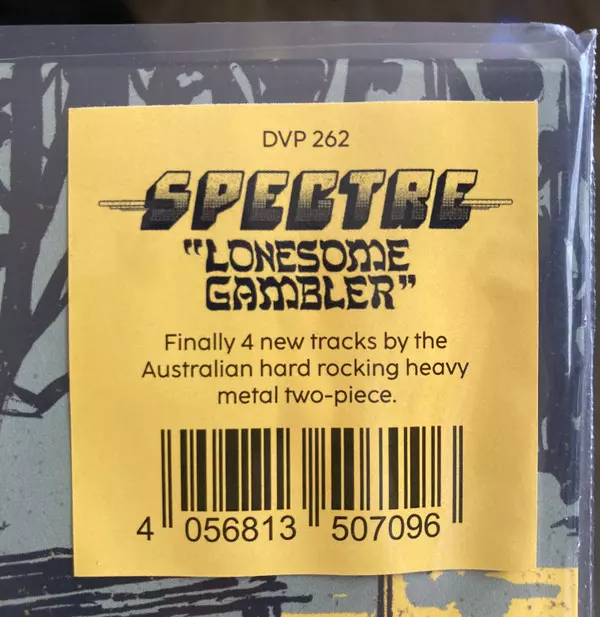 DVP 262
SPECTRE
"LONESOME
GAMBLER"
Finally 4 new tracks by the
Australian hard rocking heavy
metal two-piece.
4 056813 507096